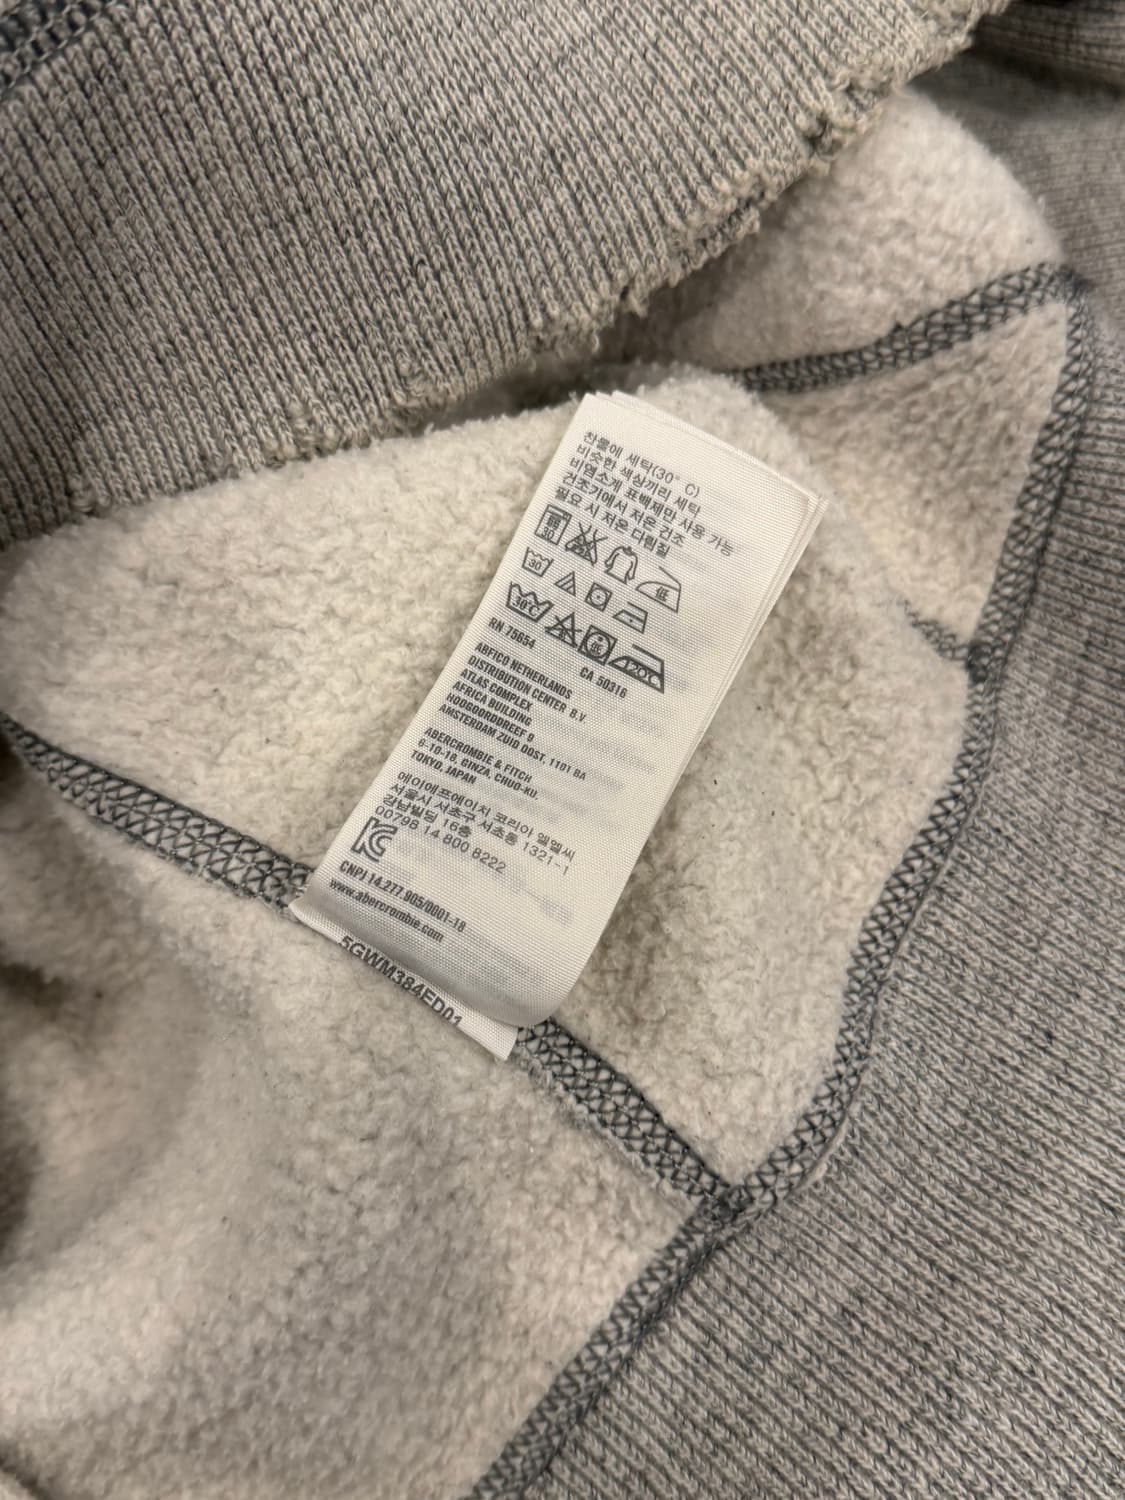 찬물에 세탁(30° C)
비슷한 색상끼리 세탁
비염소계 표백제만 사용 가능
건조기에서 저온 건조
필요 시 저온 다림질
30 低
30
30℃ 低 120℃
RN 75654 CA 50316
ABFICO NETHERLANDS
DISTRIBUTION CENTER B.V.
ATLAS COMPLEX
AFRICA BUILDING
HOOGOORDDREEF 9
AMSTERDAM ZUID OOST, 1101 BA
ABERCROMBIE & FITCH
6-10-16, GINZA, CHUO-KU,
TOKYO, JAPAN
에이에프에이치 코리아 엘엘씨
서울시 서초구 서초동 1321-1
강남빌딩 16층
00798 14 800 8222
CNPJ 14.277.905/0001-18
www.abercrombie.com
5GWM384ED01